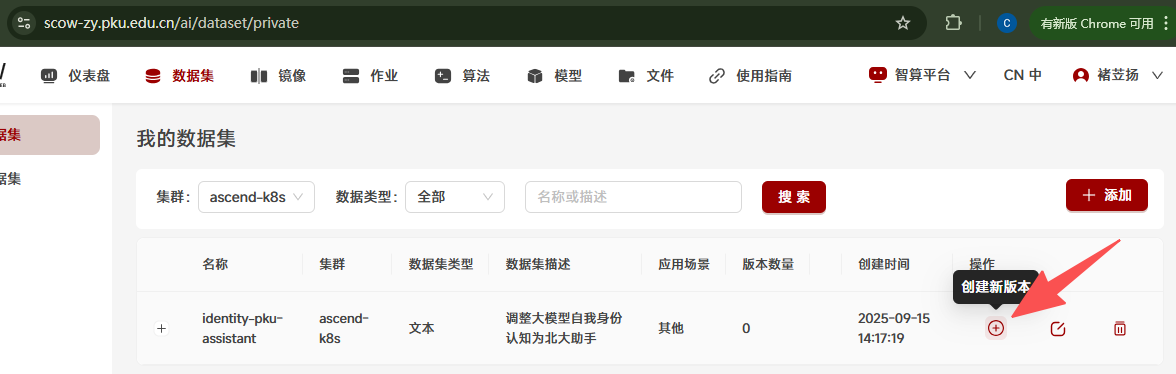 scow-zy.pku.edu.cn/ai/dataset/private
C
有新版 Chrome 可用
仪表盘 数据集 镜像 作业 算法 模型 文件 使用指南 智算平台 CN 中 褚苙扬
据集
据集
我的数据集
集群: ascend-k8s 数据类型: 全部 名称或描述 搜 索 添加
名称 集群 数据集类型 数据集描述 应用场景 版本数量 创建时间 操作
创建新版本
identity-pku-assistant ascend-k8s 文本 调整大模型自我身份认知为北大助手 其他 0 2025-09-15 14:17:19